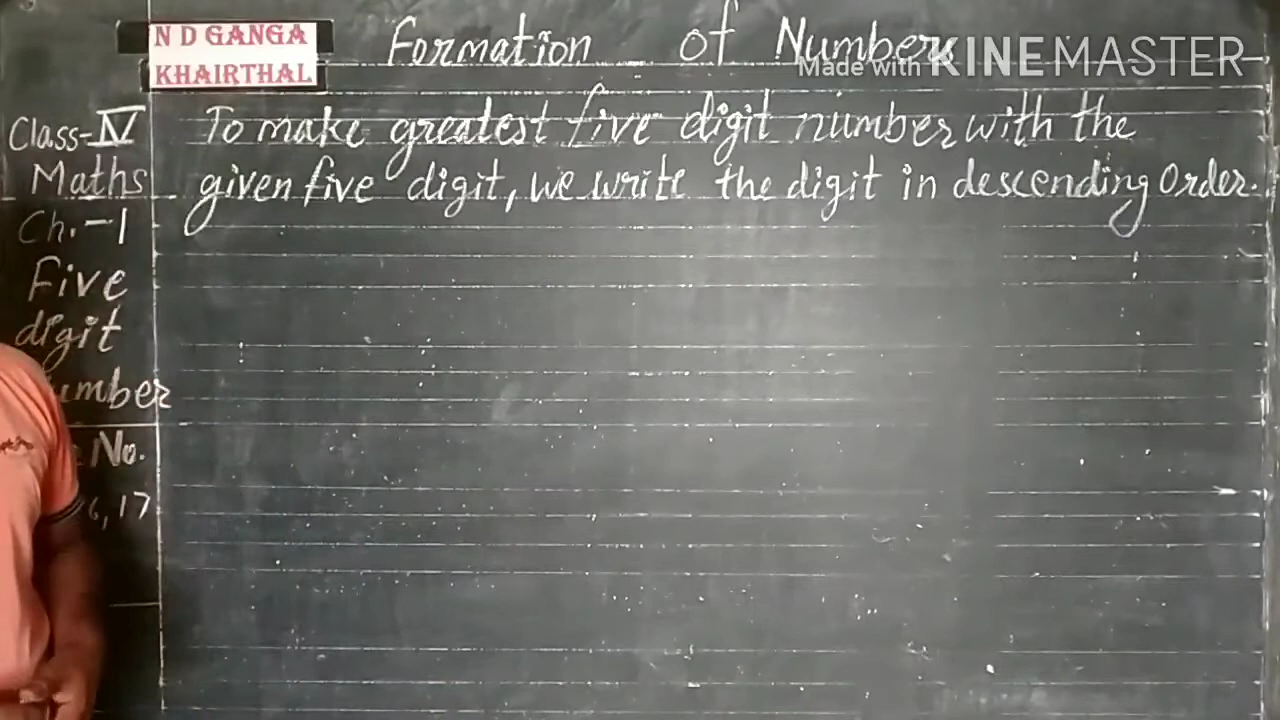 N D GANGA
KHAIRTHAL
Formation of Number
Made with KINEMASTER
Class-IV
Maths
Ch.-1
Five
digit
umber
No.
6, 17
To make greatest five digit number with the
given five digit, we write the digit in descending order.